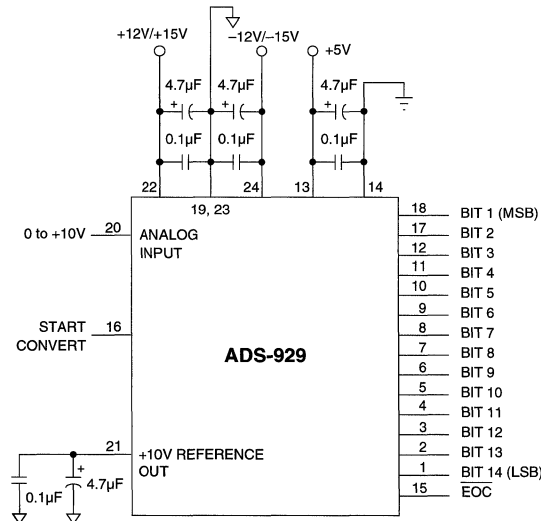 +12V/+15V
–12V/–15V
+5V
4.7µF
4.7µF
4.7µF
+
+
+
0.1µF
0.1µF
0.1µF
22
24
13
14
19, 23
0 to +10V
20
ANALOG
INPUT
START
CONVERT
16
ADS-929
21
+10V REFERENCE
OUT
+
0.1µF
4.7µF
18 BIT 1 (MSB)
17 BIT 2
12 BIT 3
11 BIT 4
10 BIT 5
9 BIT 6
8 BIT 7
7 BIT 8
6 BIT 9
5 BIT 10
4 BIT 11
3 BIT 12
2 BIT 13
1 BIT 14 (LSB)
15 EOC